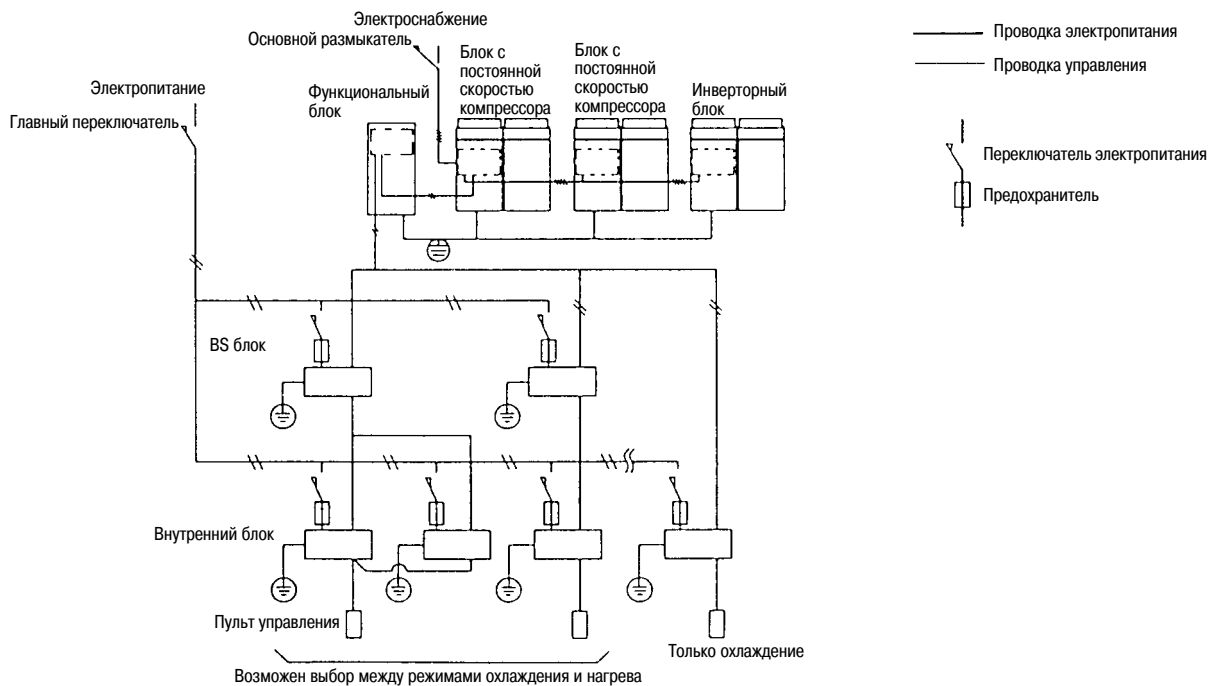 Электроснабжение
Основной размыкатель
Блок с
постоянной
скоростью
компрессора
Блок с
постоянной
скоростью
компрессора
Проводка электропитания
Проводка управления
Электропитание
Функциональный
блок
Инверторный
блок
Главный переключатель
Переключатель электропитания
Предохранитель
BS блок
Внутренний блок
Пульт управления
Только охлаждение
Возможен выбор между режимами охлаждения и нагрева